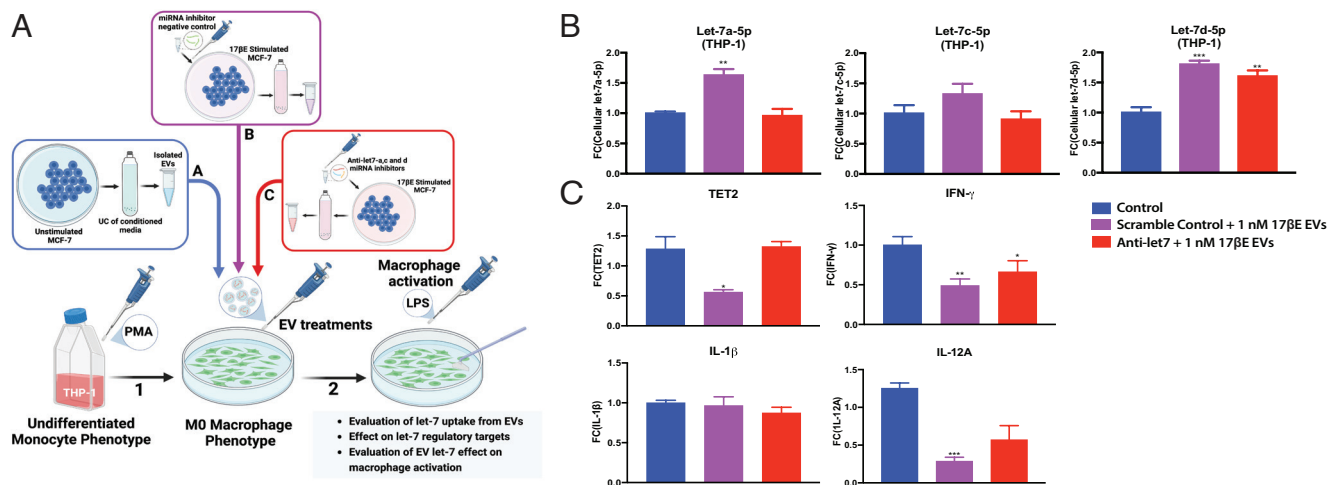 A
miRNA inhibitor
negative control
17βE Stimulated
MCF-7
B
Isolated
EVs
A
UC of conditioned
media
Unstimulated
MCF-7
C
Anti-let7-a,c and d
miRNA inhibitors
17βE Stimulated
MCF-7
Macrophage
activation
LPS
PMA
EV treatments
THP-1
1
2
Undifferentiated
Monocyte Phenotype
M0 Macrophage
Phenotype
• Evaluation of let-7 uptake from EVs
• Effect on let-7 regulatory targets
• Evaluation of EV let-7 effect on
macrophage activation
B
Let-7a-5p
(THP-1)
FC(Cellular let-7a-5p)
2.0
1.5
1.0
0.5
0.0
**
Let-7c-5p
(THP-1)
FC(Cellular let-7c-5p)
2.0
1.5
1.0
0.5
0.0
Let-7d-5p
(THP-1)
FC(Cellular let-7d-5p)
2.0
1.5
1.0
0.5
0.0
***
**
C
TET2
FC(TET2)
2.0
1.5
1.0
0.5
0.0
*
IFN-γ
FC(IFN-γ)
1.5
1.0
0.5
0.0
**
*
IL-1β
FC(IL-1β)
1.5
1.0
0.5
0.0
IL-12A
FC(1L-12A)
1.5
1.0
0.5
0.0
***
Control
Scramble Control + 1 nM 17βE EVs
Anti-let7 + 1 nM 17βE EVs